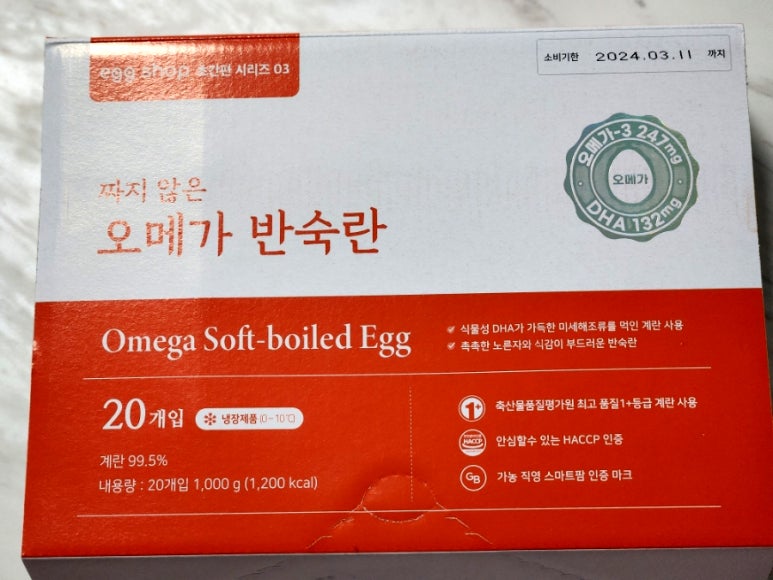 egg shop 초간편 시리즈 03
소비기한 2024.03.11 까지
오메가-3 247mg
오메가
DHA 132mg
짜지 않은
오메가 반숙란
Omega Soft-boiled Egg
식물성 DHA가 가득한 미세해조류를 먹인 계란 사용
촉촉한 노른자와 식감이 부드러운 반숙란
20개입
냉장제품 (0~10℃)
계란 99.5%
내용량 : 20개입 1,000 g (1,200 kcal)
1+ 축산물품질평가원 최고 품질1+등급 계란 사용
HACCP 안심할수 있는 HACCP 인증
GB 가농 직영 스마트팜 인증 마크